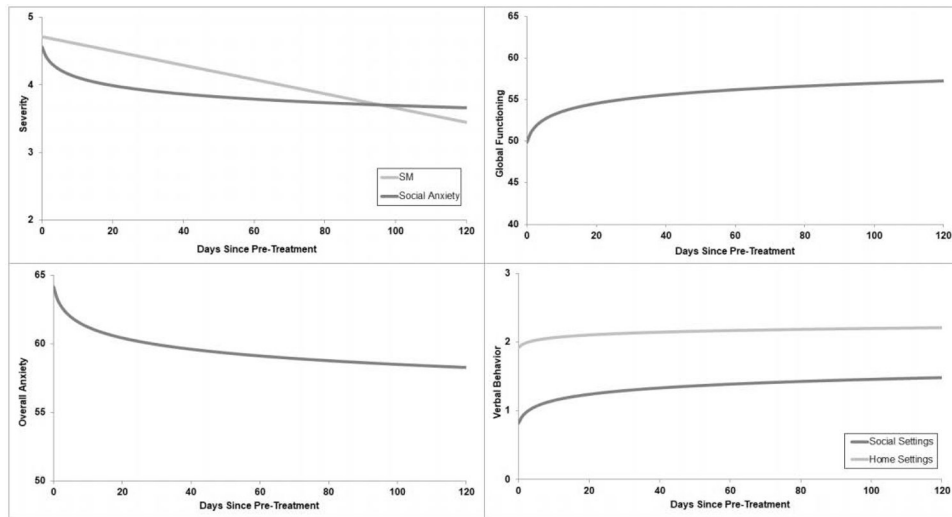 5
4
3
2
Severity
0 20 40 60 80 100 120
Days Since Pre-Treatment
SM
Social Anxiety
65
60
55
50
45
40
Global Functioning
0 20 40 60 80 100 120
Days Since Pre-Treatment
65
60
55
50
Overall Anxiety
0 20 40 60 80 100 120
Days Since Pre-Treatment
3
2
1
0
Verbal Behavior
0 20 40 60 80 100 120
Days Since Pre-Treatment
Social Settings
Home Settings